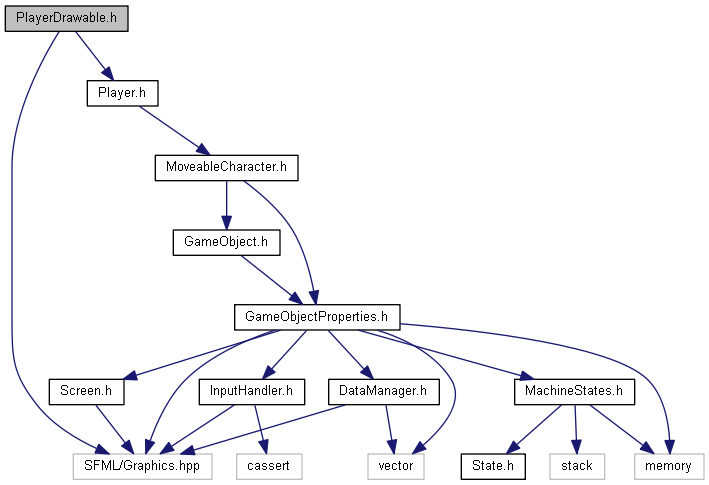 PlayerDrawable.h
Player.h
MoveableCharacter.h
GameObject.h
GameObjectProperties.h
Screen.h
InputHandler.h
DataManager.h
MachineStates.h
SFML/Graphics.hpp
cassert
vector
State.h
stack
memory